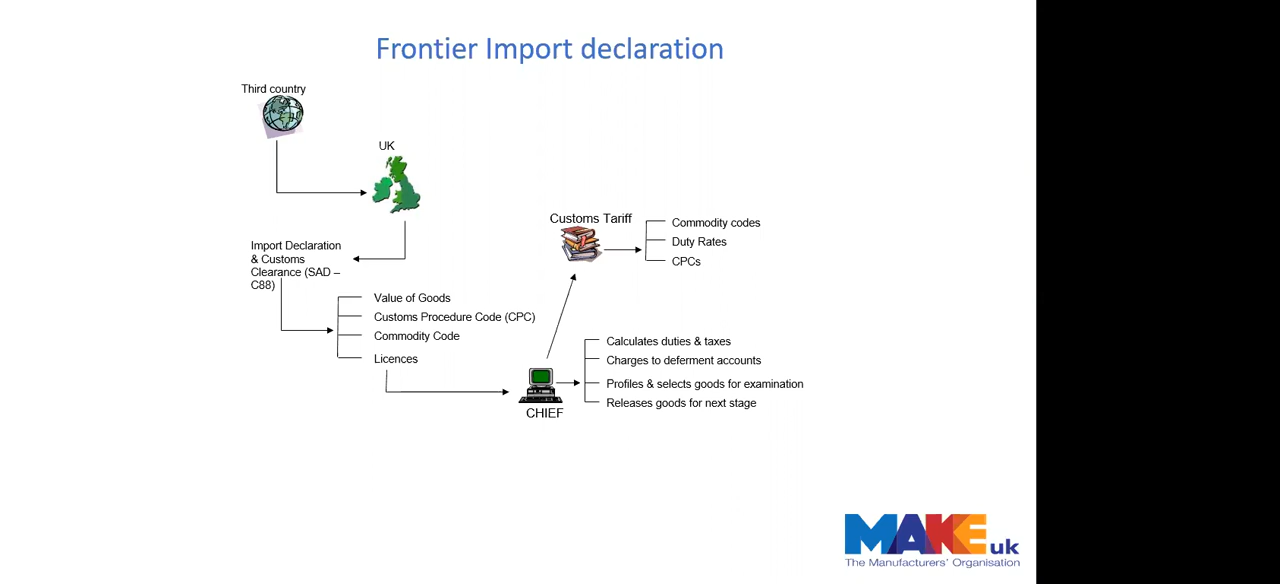 Frontier Import declaration
Third country
UK
Import Declaration
& Customs
Clearance (SAD –
C88)
Value of Goods
Customs Procedure Code (CPC)
Commodity Code
Licences
Customs Tariff
Commodity codes
Duty Rates
CPCs
CHIEF
Calculates duties & taxes
Charges to deferment accounts
Profiles & selects goods for examination
Releases goods for next stage
MAKE uk
The Manufacturers' Organisation